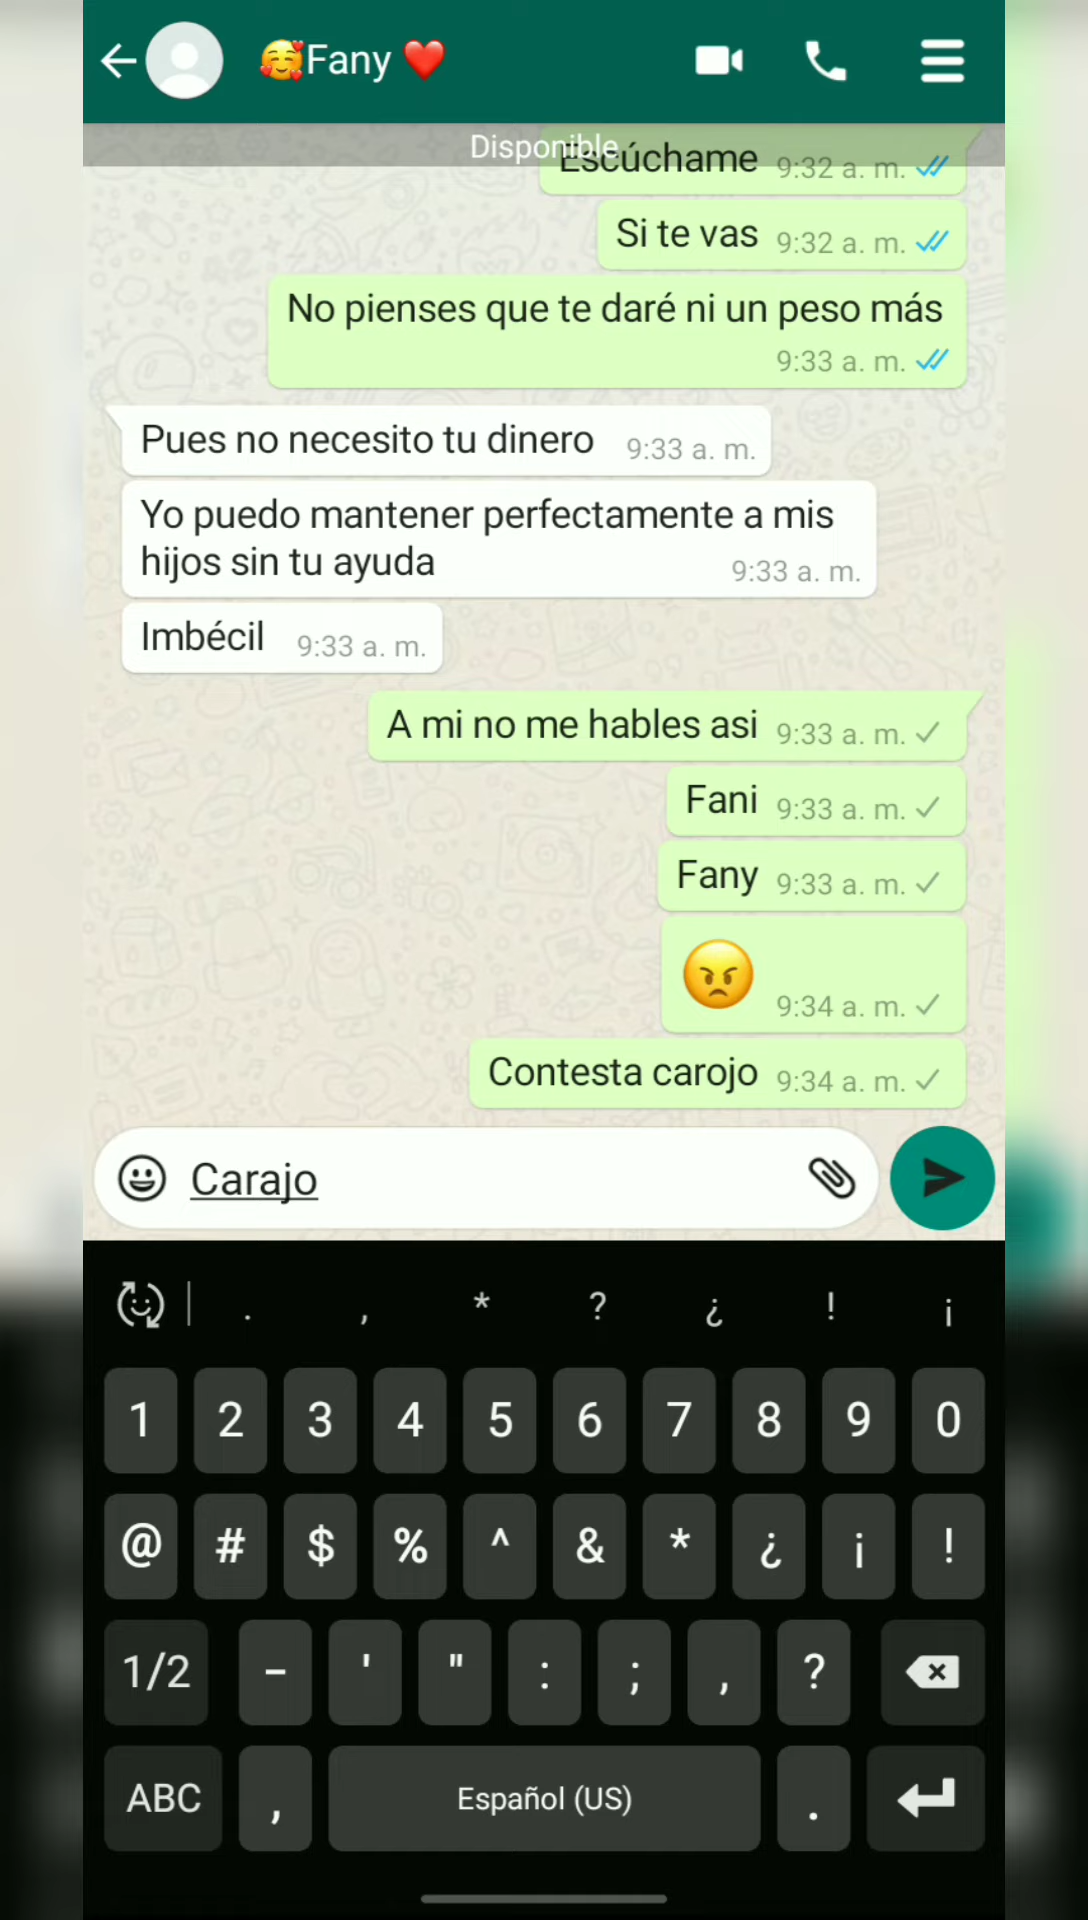 🥰Fany ❤️
Disponible
Escúchame 9:32 a. m.
Si te vas 9:32 a. m.
No pienses que te daré ni un peso más
9:33 a. m.
Pues no necesito tu dinero 9:33 a. m.
Yo puedo mantener perfectamente a mis
hijos sin tu ayuda 9:33 a. m.
Imbécil 9:33 a. m.
A mi no me hables asi 9:33 a. m.
Fani 9:33 a. m.
Fany 9:33 a. m.
😠 9:34 a. m.
Contesta carojo 9:34 a. m.
Carajo
. , * ? ¿ ! ¡
1 2 3 4 5 6 7 8 9 0
@ # $ % ^ & * ¿ ¡ !
1/2 - ' " : ; , ?
ABC , Español (US) .